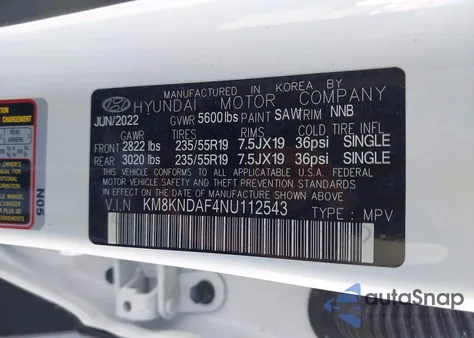 MANUFACTURED IN KOREA BY
HYUNDAI MOTOR COMPANY
JUN/2022 GVWR 5600 lbs PAINT SAW TRIM NNB
GAWR TIRES RIMS COLD TIRE INFL
FRONT 2822 lbs 235/55R19 7.5JX19 36psi SINGLE
REAR 3020 lbs 235/55R19 7.5JX19 36psi SINGLE
THIS VEHICLE CONFORMS TO ALL APPLICABLE U.S.A. FEDERAL
MOTOR VEHICLE SAFETY STANDARDS IN EFFECT ON THE DATE OF
MANUFACTURE SHOWN ABOVE.
V.I.N : KM8KNDAF4NU112543 TYPE : MPV
N05
autoSnap